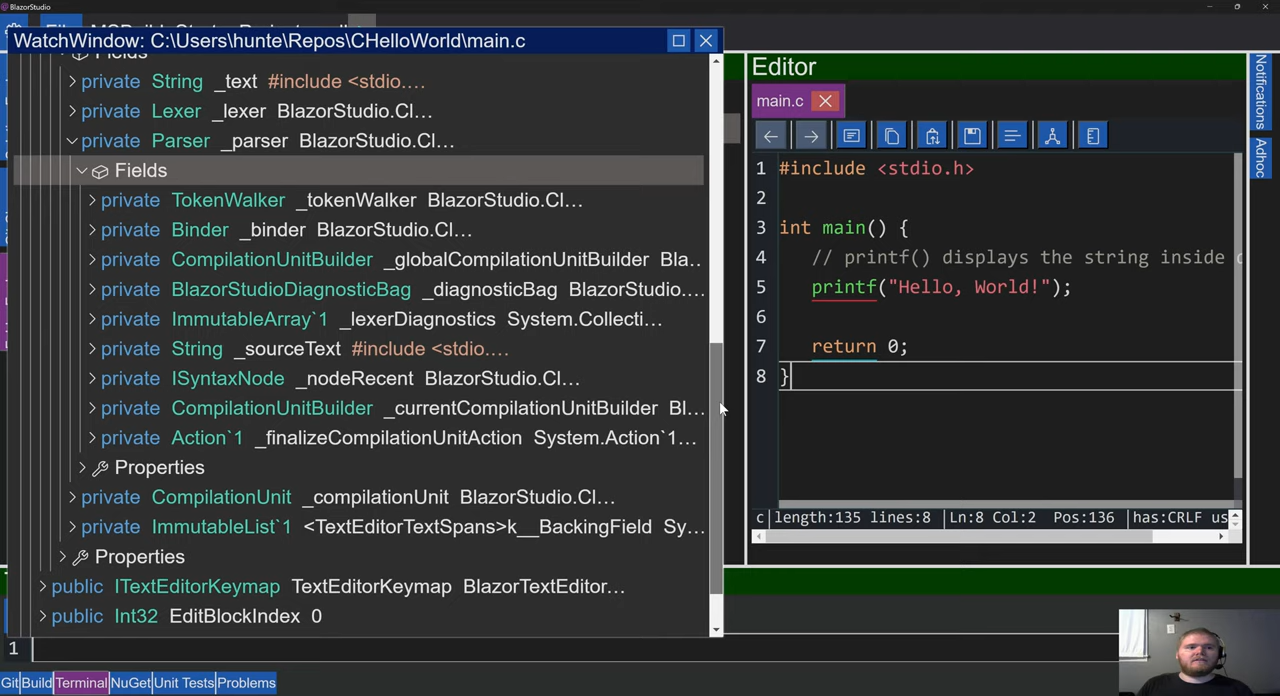 BlazorStudio
WatchWindow: C:\Users\hunte\Repos\CHelloWorld\main.c
Fields
private String _text #include <stdio....
private Lexer _lexer BlazorStudio.Cl...
private Parser _parser BlazorStudio.Cl...
Fields
private TokenWalker _tokenWalker BlazorStudio.Cl...
private Binder _binder BlazorStudio.Cl...
private CompilationUnitBuilder _globalCompilationUnitBuilder Bla...
private BlazorStudioDiagnosticBag _diagnosticBag BlazorStudio....
private ImmutableArray`1 _lexerDiagnostics System.Collecti...
private String _sourceText #include <stdio....
private ISyntaxNode _nodeRecent BlazorStudio.Cl...
private CompilationUnitBuilder _currentCompilationUnitBuilder Bl...
private Action`1 _finalizeCompilationUnitAction System.Action`1...
Properties
private CompilationUnit _compilationUnit BlazorStudio.Cl...
private ImmutableList`1 <TextEditorTextSpans>k__BackingField Sy...
Properties
public ITextEditorKeymap TextEditorKeymap BlazorTextEditor...
public Int32 EditBlockIndex 0
1
Editor
main.c
1 #include <stdio.h>
2
3 int main() {
4 // printf() displays the string inside
5 printf("Hello, World!");
6
7 return 0;
8 }
c length:135 lines:8 Ln:8 Col:2 Pos:136 has:CRLF us
Notifications
Adhoc
Git Build Terminal NuGet Unit Tests Problems